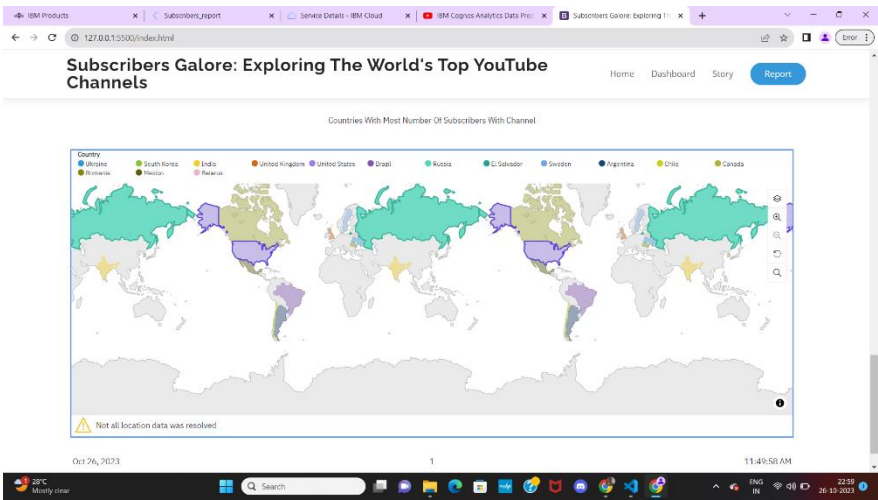 IBM Products
Subscribers_report
Service Details - IBM Cloud
IBM Cognos Analytics Data Prep
Subscribers Galore: Exploring Th
127.0.0.1:5500/index.html
Error
Subscribers Galore: Exploring The World's Top YouTube
Channels
Home Dashboard Story Report
Countries With Most Number Of Subscribers With Channel
Country
Ukraine South Korea India United Kingdom United States Brazil Russia El Salvador Sweden Argentina Chile Canada
Romania Mexico Belarus
Not all location data was resolved
Oct 26, 2023 1 11:49:58 AM
28°C
Mostly clear
Search
ENG
IN
22:59
26-10-2023